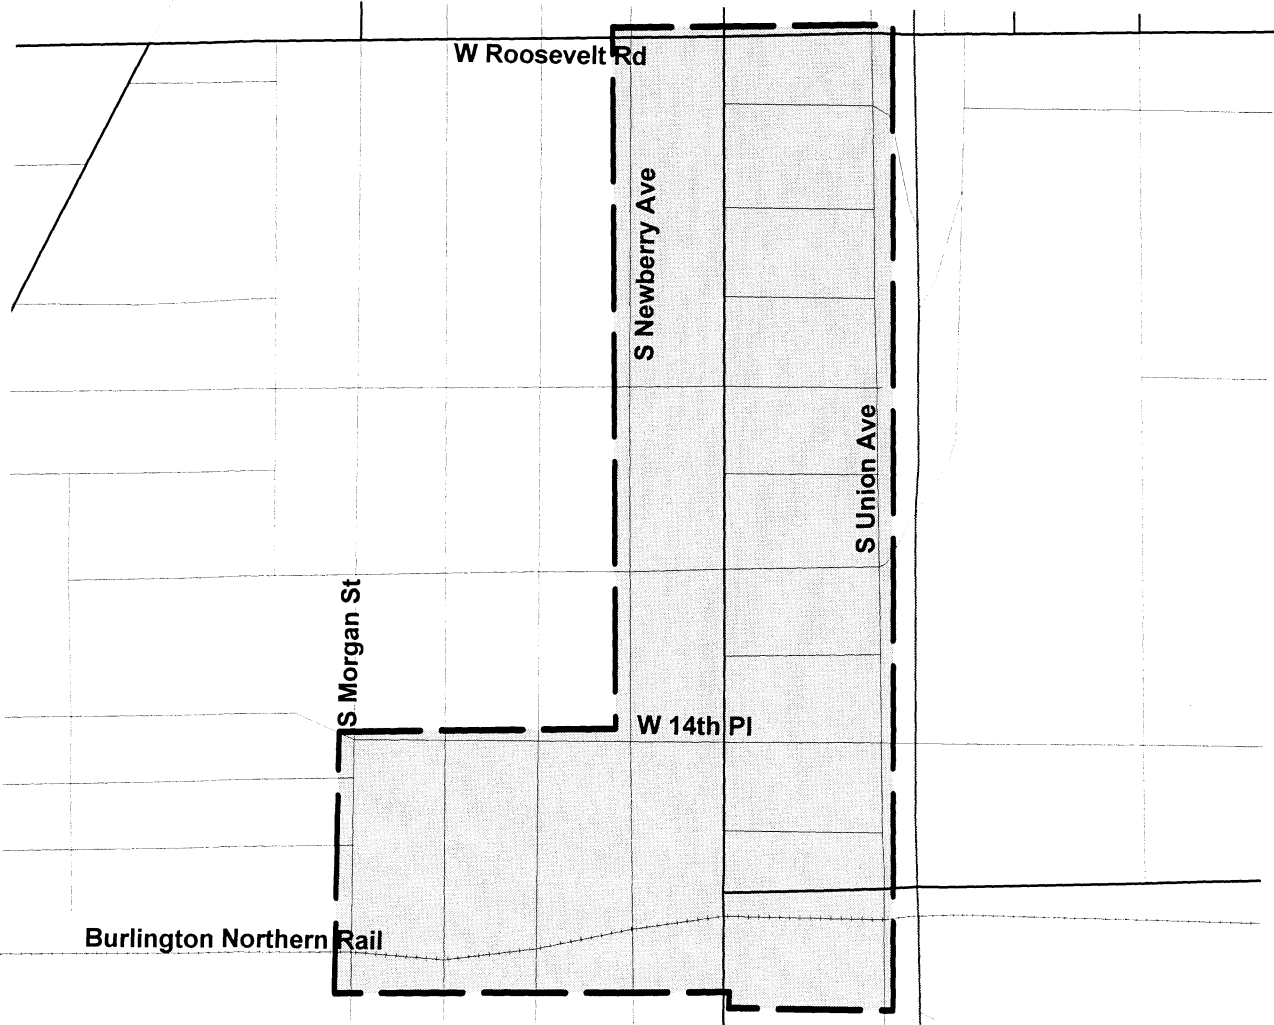 W Roosevelt Rd
S Newberry Ave
S Union Ave
S Morgan St
W 14th Pl
Burlington Northern Rail